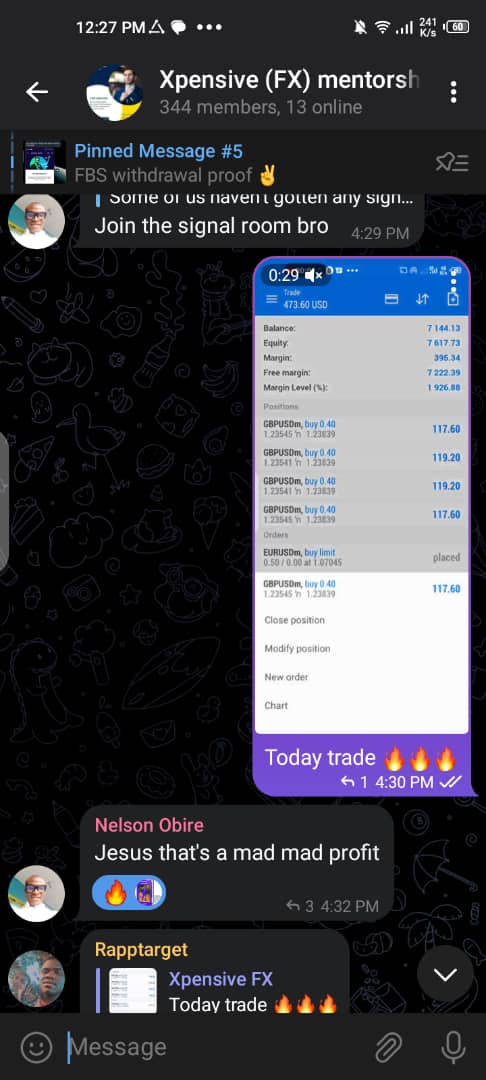 12:27 PM
241
K/s
60
Xpensive (FX) mentorsh
344 members, 13 online
Pinned Message #5
FBS withdrawal proof ✌️
Some of us haven't gotten any sign...
Join the signal room bro
4:29 PM
0:29
Trade
473.60 USD
Balance: 7 144.13
Equity: 7 617.73
Margin: 395.34
Free margin: 7 222.39
Margin Level (%): 1 926.88
Positions
GBPUSDm, buy 0.40 117.60
1.23545 1.23839
GBPUSDm, buy 0.40 119.20
1.23541 1.23839
GBPUSDm, buy 0.40 119.20
1.23541 1.23839
GBPUSDm, buy 0.40 117.60
1.23545 1.23839
Orders
EURUSDm, buy limit placed
0.50 / 0.00 at 1.07045
GBPUSDm, buy 0.40 117.60
1.23545 1.23839
Close position
Modify position
New order
Chart
Today trade 🔥🔥🔥
1 4:30 PM
Nelson Obire
Jesus that's a mad mad profit
🔥
3 4:32 PM
Rapptarget
Xpensive FX
Today trade 🔥🔥🔥
Message